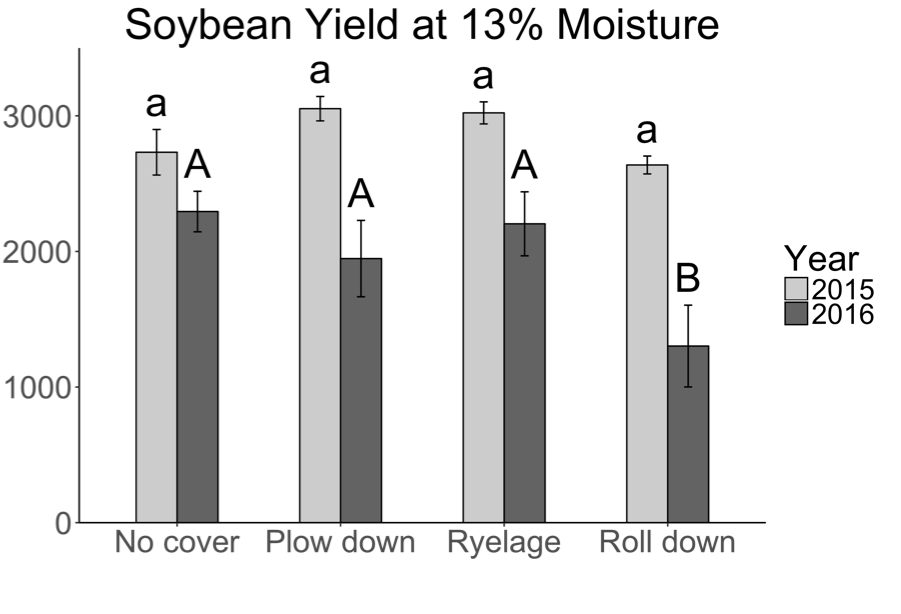 Soybean Yield at 13% Moisture
3000
2000
1000
0
a
A
a
A
a
A
a
B
No cover
Plow down
Ryelage
Roll down
Year
2015
2016